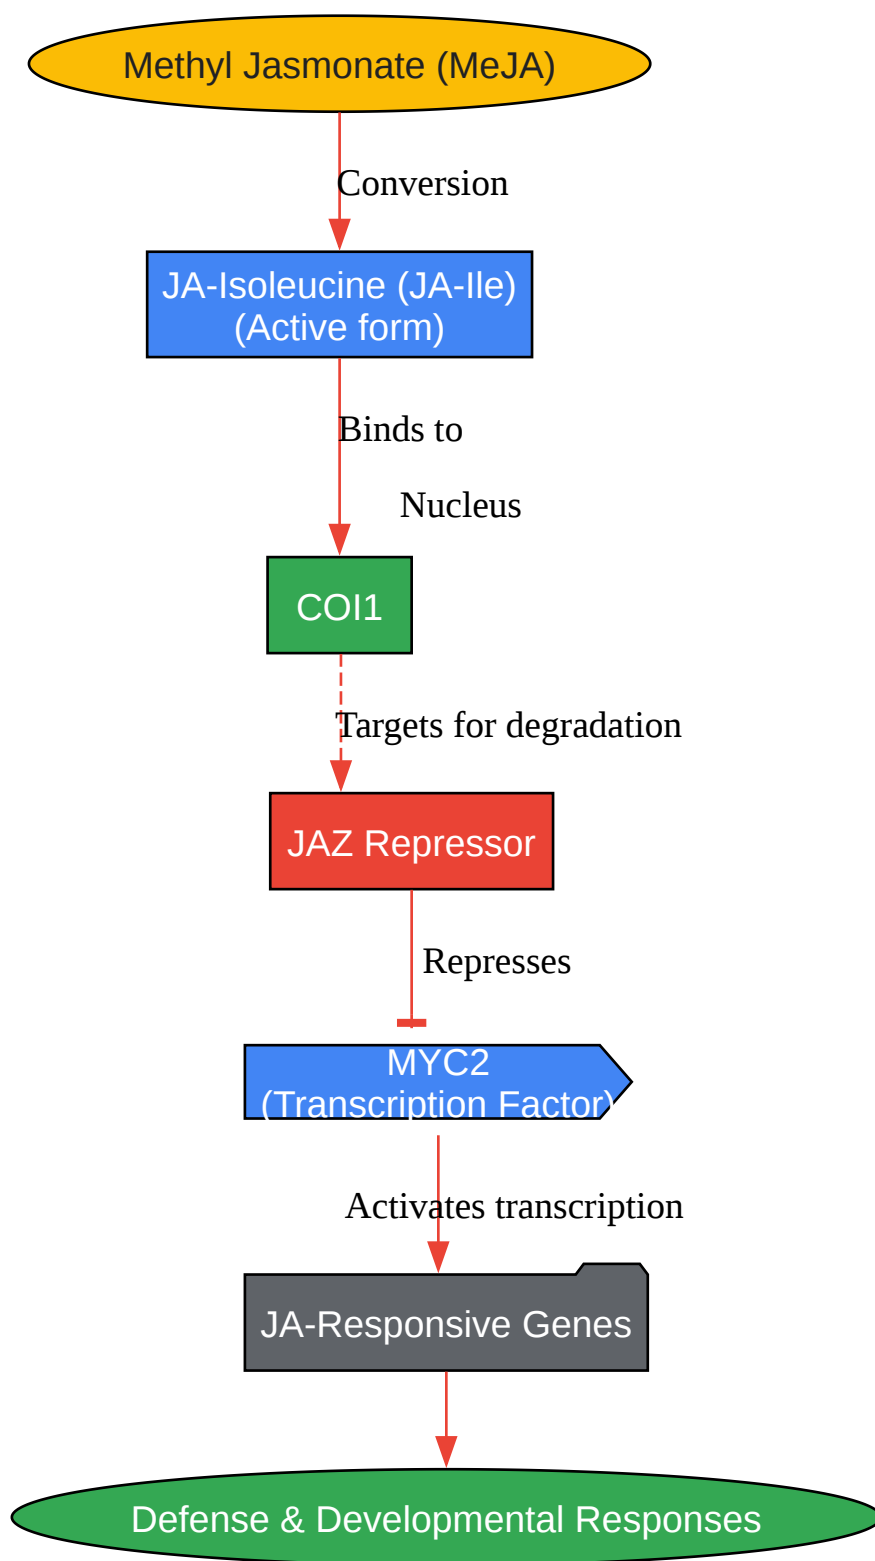 Methyl Jasmonate (MeJA)
Conversion
JA-Isoleucine (JA-Ile)
(Active form)
Binds to
Nucleus
COI1
Targets for degradation
JAZ Repressor
Represses
MYC2
(Transcription Factor)
Activates transcription
JA-Responsive Genes
Defense & Developmental Responses